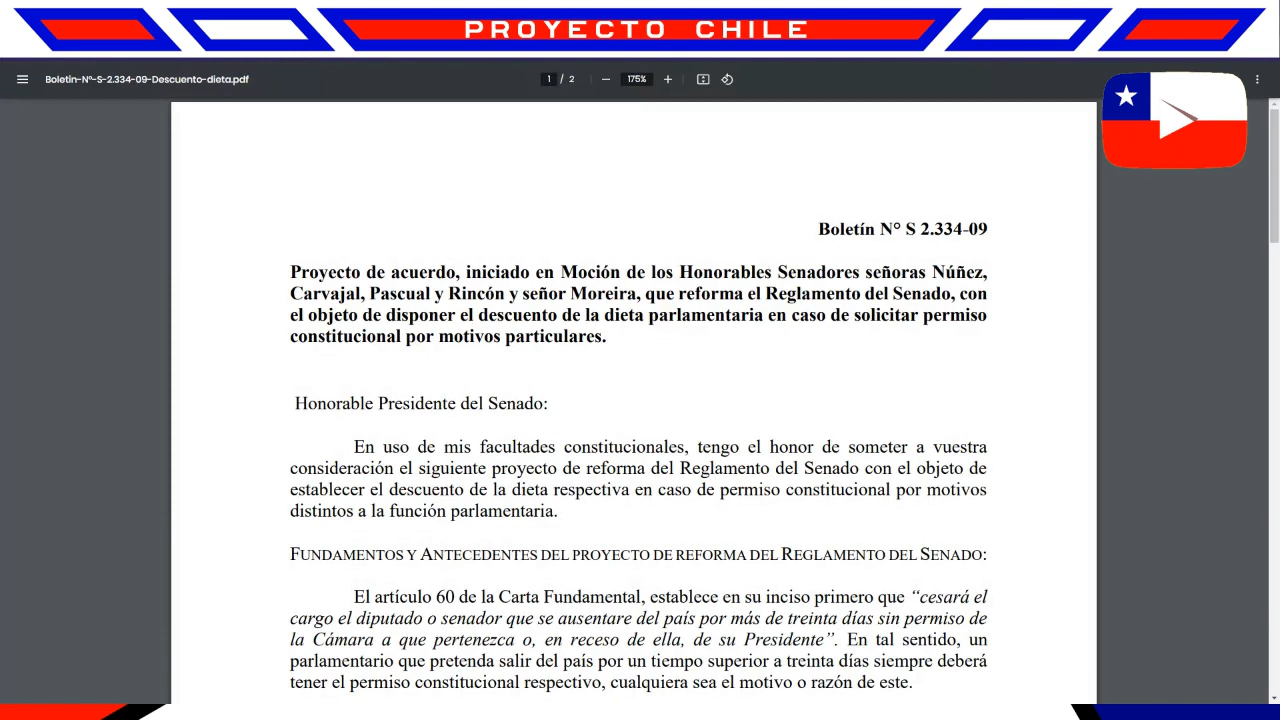 PROYECTO CHILE
Boletin-Nº-S-2.334-09-Descuento-dieta.pdf
1 / 2
175%
Boletín N° S 2.334-09
Proyecto de acuerdo, iniciado en Moción de los Honorables Senadores señoras Núñez,
Carvajal, Pascual y Rincón y señor Moreira, que reforma el Reglamento del Senado, con
el objeto de disponer el descuento de la dieta parlamentaria en caso de solicitar permiso
constitucional por motivos particulares.
Honorable Presidente del Senado:
En uso de mis facultades constitucionales, tengo el honor de someter a vuestra
consideración el siguiente proyecto de reforma del Reglamento del Senado con el objeto de
establecer el descuento de la dieta respectiva en caso de permiso constitucional por motivos
distintos a la función parlamentaria.
FUNDAMENTOS Y ANTECEDENTES DEL PROYECTO DE REFORMA DEL REGLAMENTO DEL SENADO:
El artículo 60 de la Carta Fundamental, establece en su inciso primero que “cesará el
cargo el diputado o senador que se ausentare del país por más de treinta días sin permiso de
la Cámara a que pertenezca o, en receso de ella, de su Presidente”. En tal sentido, un
parlamentario que pretenda salir del país por un tiempo superior a treinta días siempre deberá
tener el permiso constitucional respectivo, cualquiera sea el motivo o razón de este.